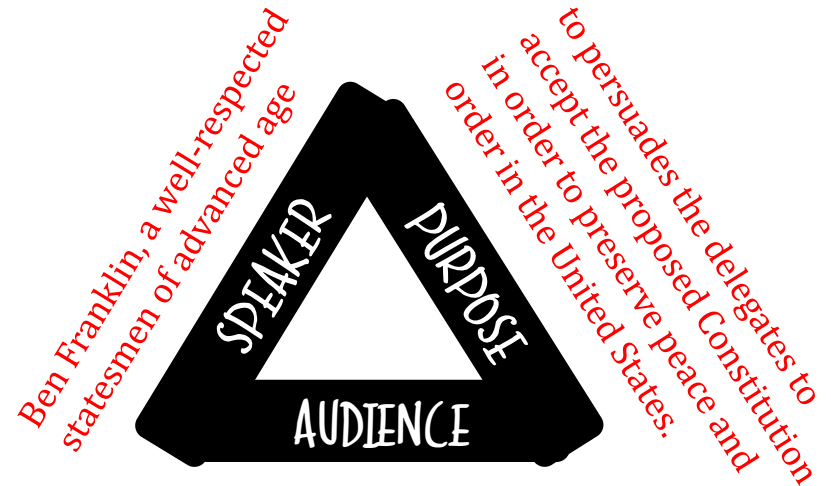 Ben Franklin, a well-respected
statesmen of advanced age
SPEAKER
PURPOSE
to persuades the delegates to
accept the proposed Constitution
in order to preserve peace and
order in the United States.
AUDIENCE